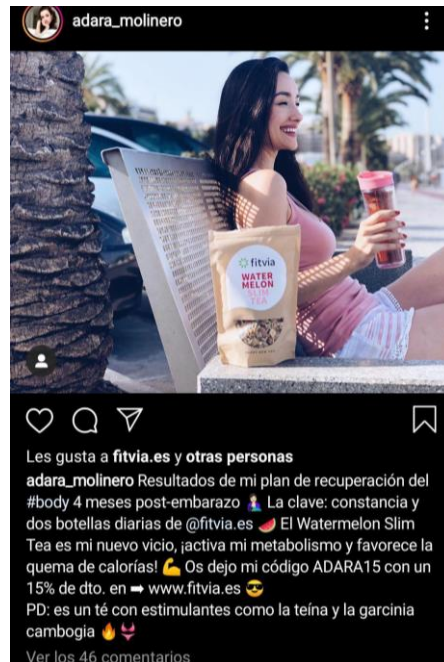 adara_molinero
fitvia
WATER
MELON
SLIM
TEA
Les gusta a fitvia.es y otras personas
adara_molinero Resultados de mi plan de recuperación del
#body 4 meses post-embarazo 🤱🏻 La clave: constancia y
dos botellas diarias de @fitvia.es 🍉 El Watermelon Slim
Tea es mi nuevo vicio, ¡activa mi metabolismo y favorece la
quema de calorías! 💪 Os dejo mi código ADARA15 con un
15% de dto. en ➡ www.fitvia.es 😎
PD: es un té con estimulantes como la teína y la garcinia
cambogia 🔥👙
Ver los 46 comentarios